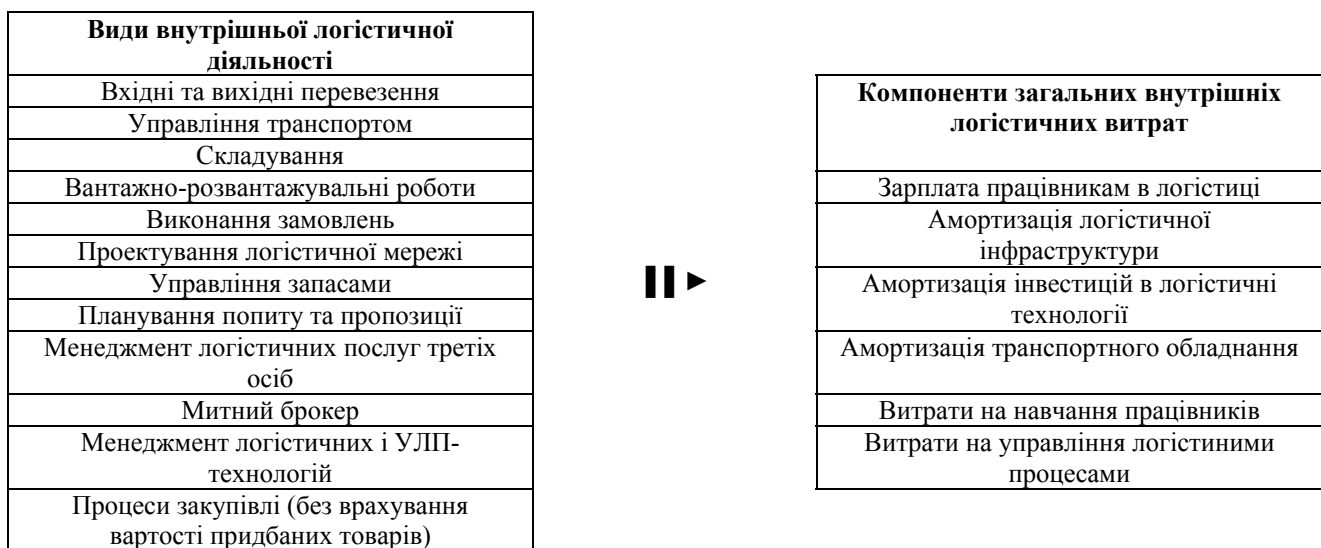 Види внутрішньої логістичної
діяльності
Вхідні та вихідні перевезення
Управління транспортом
Складування
Вантажно-розвантажувальні роботи
Виконання замовлень
Проектування логістичної мережі
Управління запасами
Планування попиту та пропозиції
Менеджмент логістичних послуг третіх
осіб
Митний брокер
Менеджмент логістичних і УЛП-
технологій
Процеси закупівлі (без врахування
вартості придбаних товарів)
Компоненти загальних внутрішніх
логістичних витрат
Зарплата працівникам в логістиці
Амортизація логістичної
інфраструктури
Амортизація інвестицій в логістичні
технології
Амортизація транспортного обладнання
Витрати на навчання працівників
Витрати на управління логістиними
процесами